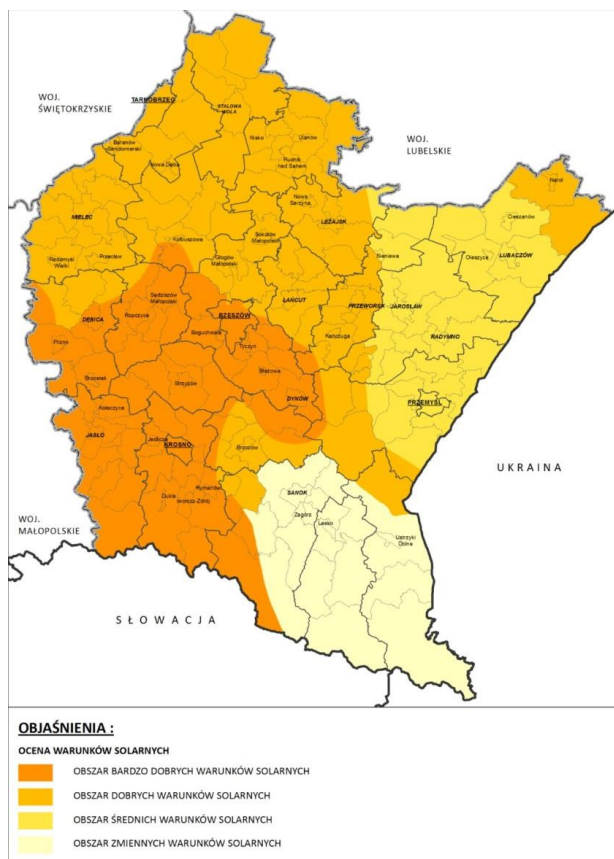 WOJ.
ŚWIĘTOKRZYSKIE
TARNOBRZEG
STALOWA
WOLA
WOJ.
LUBELSKIE
Baranów
Sandomierski
Nisko
Ulanów
Nowa Dęba
Rudnik
nad Sanem
Narol
Nowa
Sarzyna
Cieszanów
MIELEC
LEŻAJSK
Kolbuszowa
Sokołów
Małopolski
Radomyśl
Wielki
Przecław
Głogów
Małopolski
Sieniawa
Oleszyce
LUBACZÓW
Sędziszów
Małopolski
ŁAŃCUT
PRZEWORSK - JAROSŁAW
DĘBICA
Ropczyce
RZESZÓW
Boguchwała
Kańczuga
RADYMNO
Pilzno
Tyczyn
Błażowa
Brzostek
Strzyżów
DYNÓW
PRZEMYŚL
Kołaczyce
JASŁO
Jedlicze
KROSNO
Brzozów
UKRAINA
Rymanów
Dukla
Iwonicz-Zdrój
SANOK
Zagórz
Lesko
WOJ.
MAŁOPOLSKIE
Ustrzyki
Dolne
SŁOWACJA
OBJAŚNIENIA :
OCENA WARUNKÓW SOLARNYCH
OBSZAR BARDZO DOBRYCH WARUNKÓW SOLARNYCH
OBSZAR DOBRYCH WARUNKÓW SOLARNYCH
OBSZAR ŚREDNICH WARUNKÓW SOLARNYCH
OBSZAR ZMIENNYCH WARUNKÓW SOLARNYCH